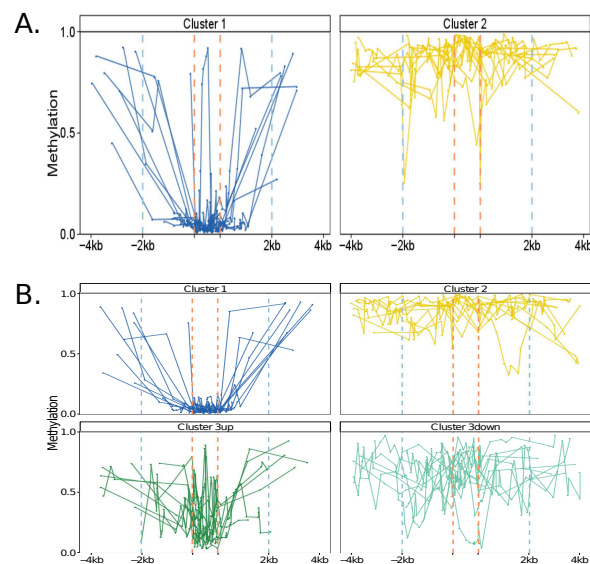 A.
Cluster 1
Cluster 2
Methylation
1.0
0.5
0.0
−4kb −2kb 2kb 4kb
−4kb −2kb 2kb 4kb
B.
Cluster 1
Cluster 2
Methylation
1.0
0.5
0.0
Cluster 3up
Cluster 3down
1.0
0.5
0.0
−4kb −2kb 2kb 4kb
−4kb −2kb 2kb 4kb